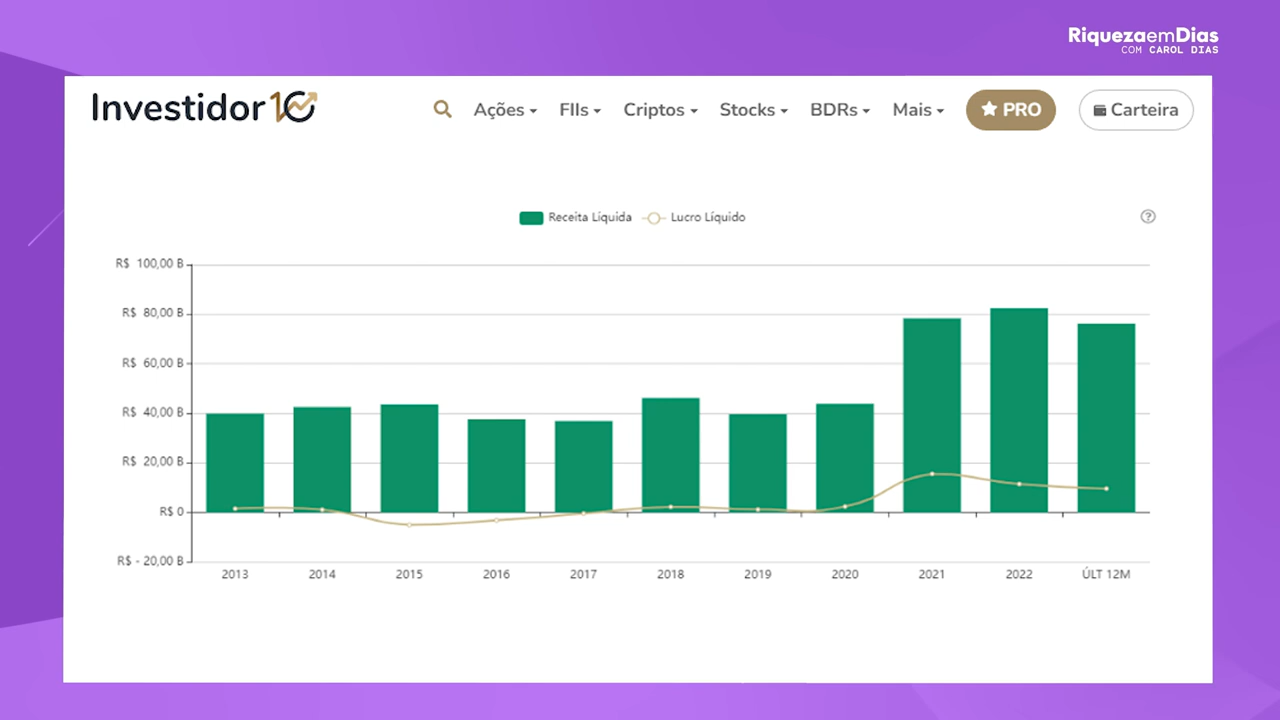 RiquezaemDias
COM CAROL DIAS
Investidor 10
Ações FIIs Criptos Stocks BDRs Mais PRO Carteira
Receita Líquida Lucro Líquido
?
R$ 100,00 B
R$ 80,00 B
R$ 60,00 B
R$ 40,00 B
R$ 20,00 B
R$ 0
R$ - 20,00 B
2013 2014 2015 2016 2017 2018 2019 2020 2021 2022 ÚLT 12M